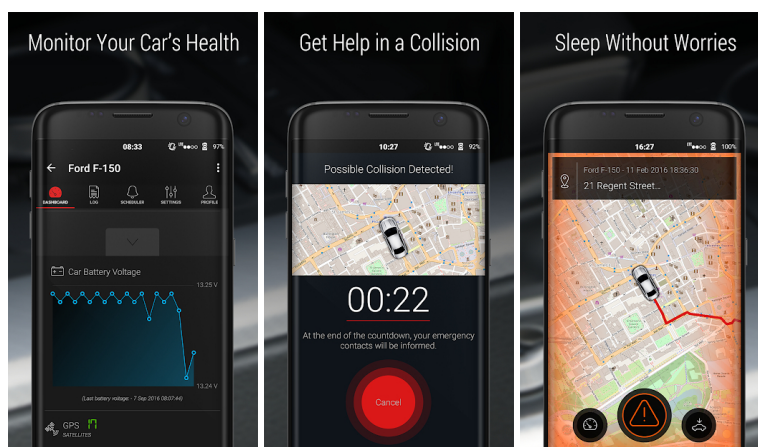 Monitor Your Car's Health
08:33
97%
Ford F-150
DASHBOARD
LOG
SCHEDULER
SETTINGS
PROFILE
Car Battery Voltage
13.25 V
13.24 V
(Last battery voltage - 7 Sep 2016 08:07:44)
GPS 17
SATELLITES
Get Help in a Collision
10:27
92%
Possible Collision Detected!
00:22
At the end of the countdown, your emergency
contacts will be informed.
Cancel
Sleep Without Worries
16:27
100%
Ford F-150 - 11 Feb 2016 18:36:30
21 Regent Street...